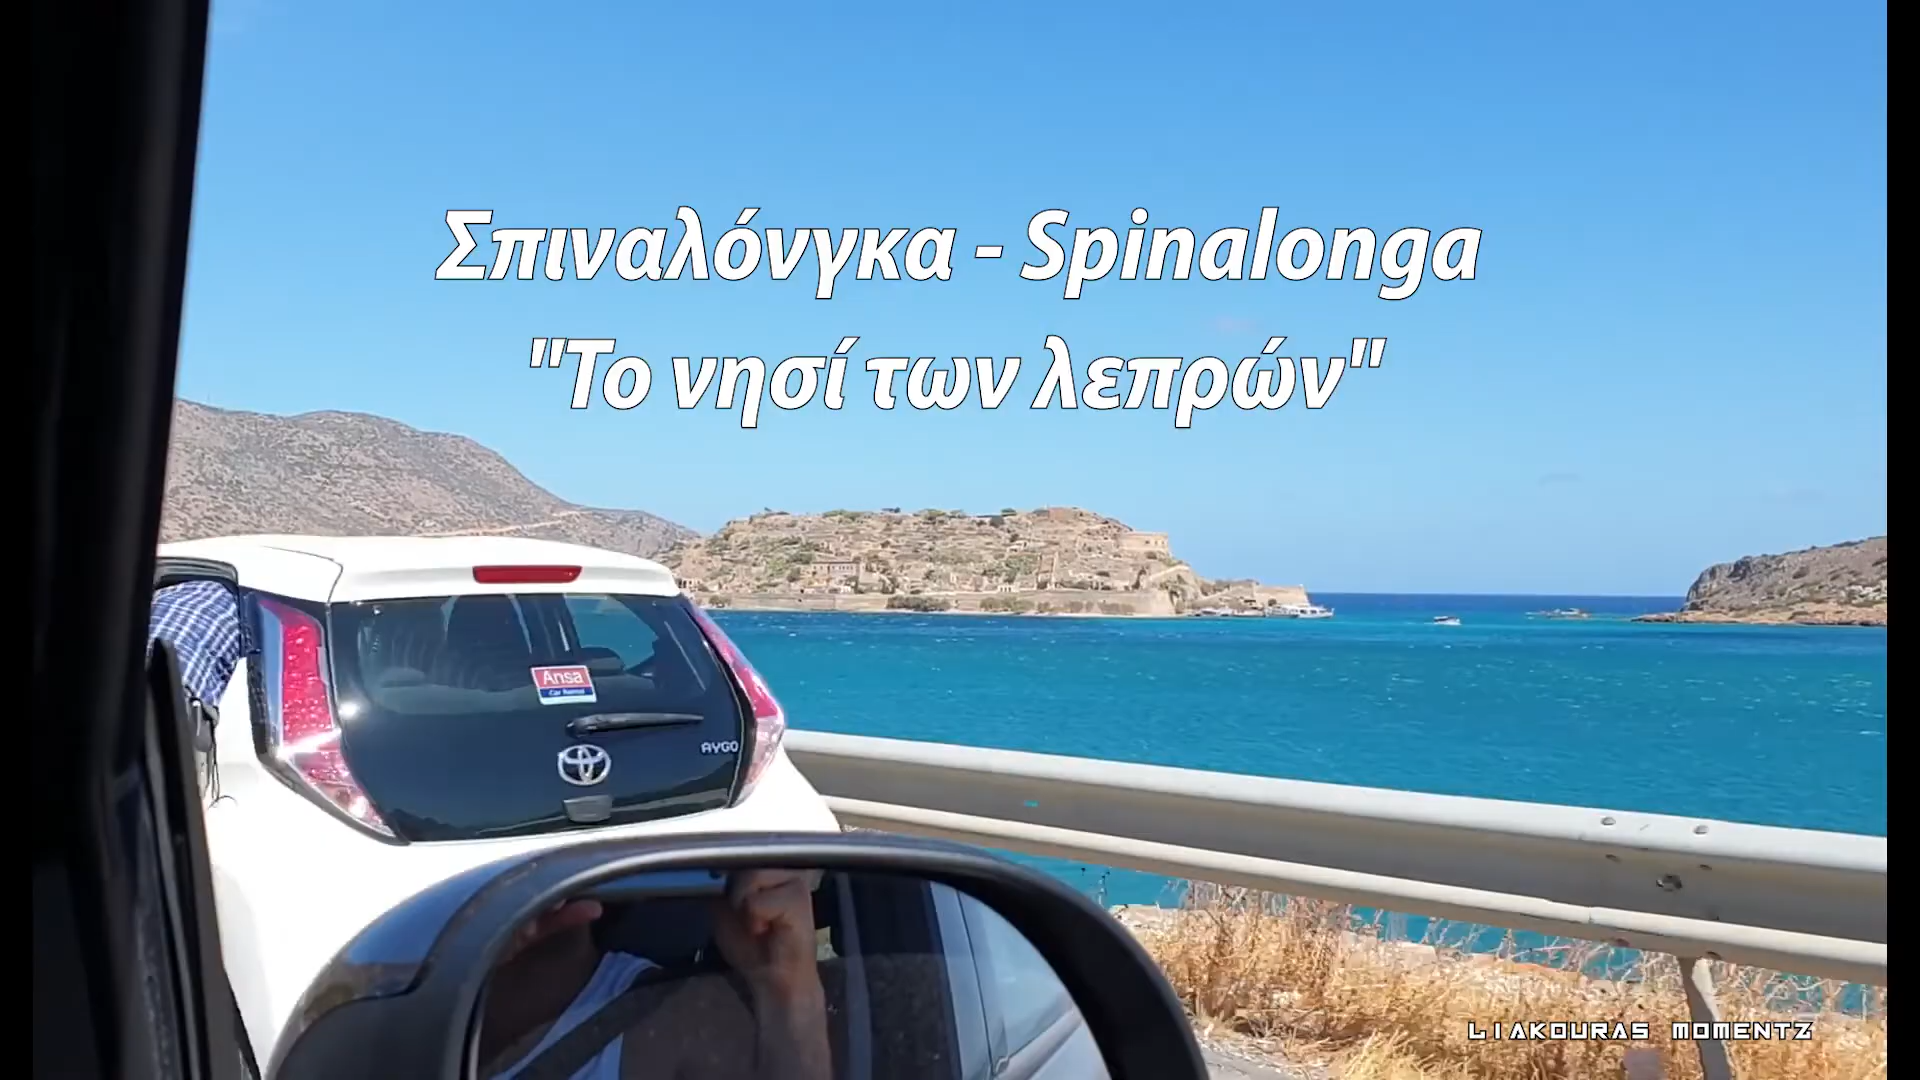 Σπιναλόνγκα - Spinalonga
"Το νησί των λεπρών"
Ansa
Car Rental
AYGO
LIAKOURAS MOMENTZ